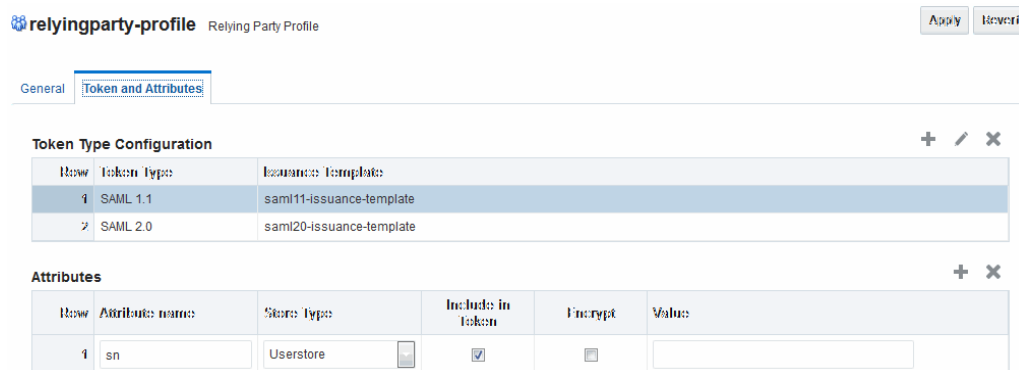 relyingparty-profile Relying Party Profile Apply Revert
General Token and Attributes
Token Type Configuration
Row Token Type Issuance Template
1 SAML 1.1 saml11-issuance-template
2 SAML 2.0 saml20-issuance-template
Attributes
Row Attribute name Store Type Include in Token Encrypt Value
1 sn Userstore